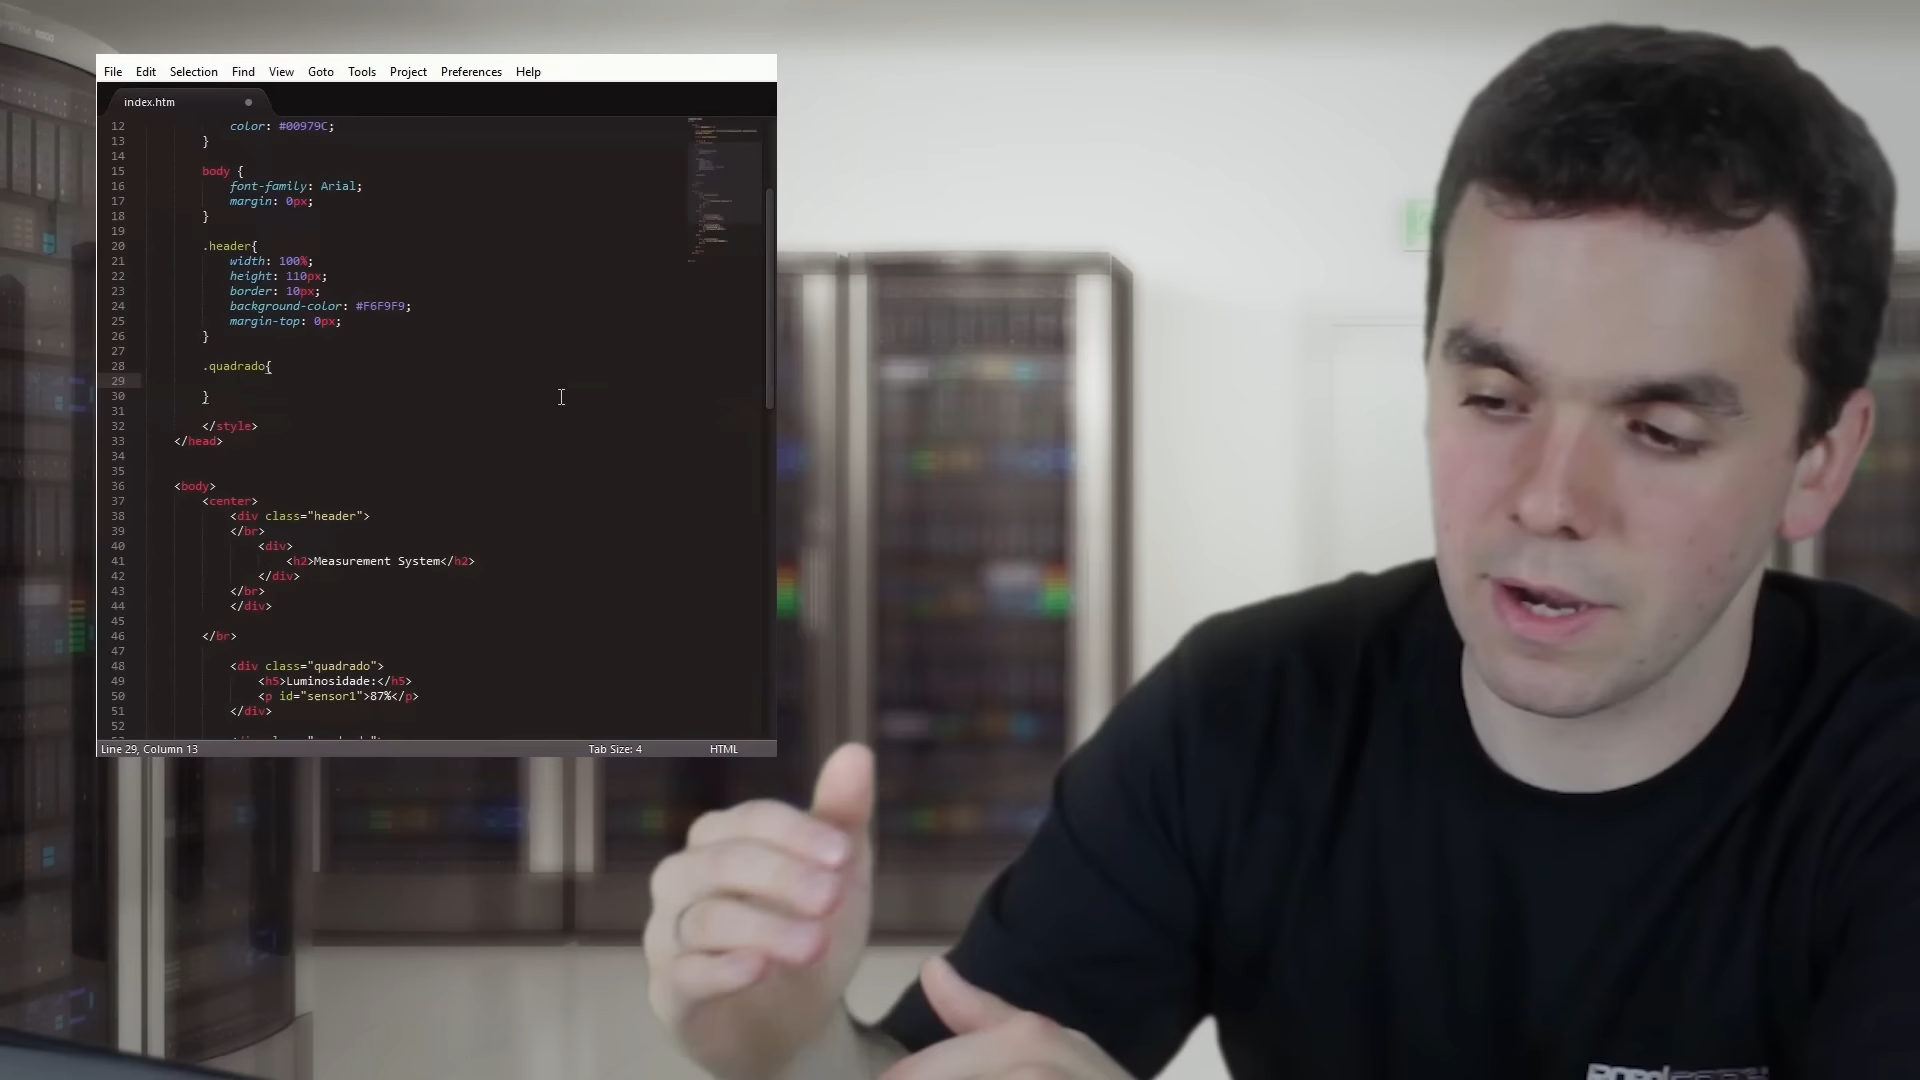 File Edit Selection Find View Goto Tools Project Preferences Help
index.htm
12 color: #00979C;
13 }
14
15 body {
16 font-family: Arial;
17 margin: 0px;
18 }
19
20 .header{
21 width: 100%;
22 height: 110px;
23 border: 10px;
24 background-color: #F6F9F9;
25 margin-top: 0px;
26 }
27
28 .quadrado{
29
30 }
31
32 </style>
33 </head>
34
35
36 <body>
37 <center>
38 <div class="header">
39 </br>
40 <div>
41 <h2>Measurement System</h2>
42 </div>
43 </br>
44 </div>
45
46 </br>
47
48 <div class="quadrado">
49 <h5>Luminosidade:</h5>
50 <p id="sensor1">87%</p>
51 </div>
52
Line 29, Column 13 Tab Size: 4 HTML